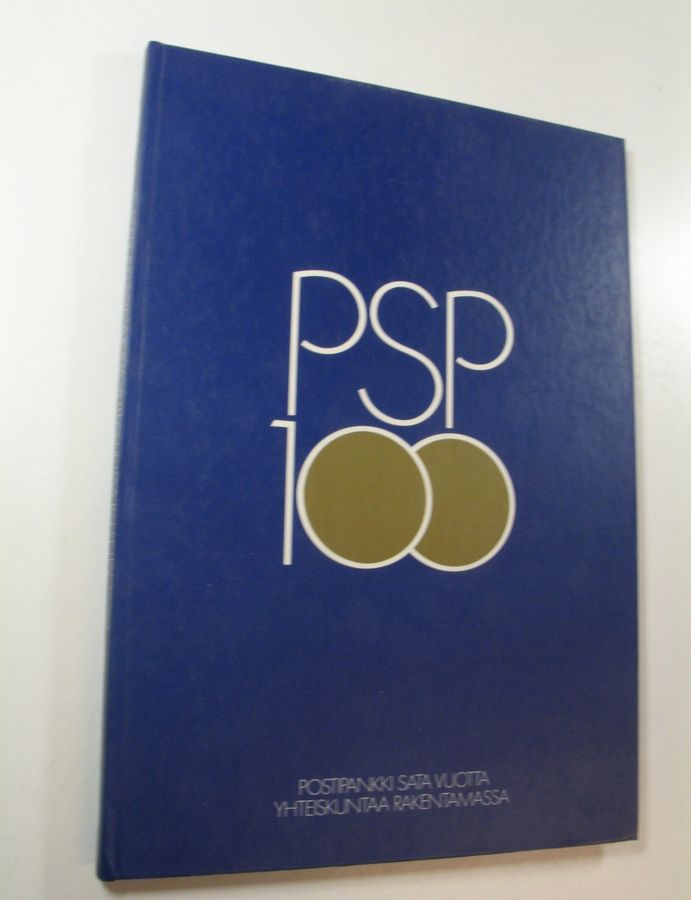 PSP
100
POSTIPANKKI SATA VUOTTA
YHTEISKUNTAA RAKENTAMASSA